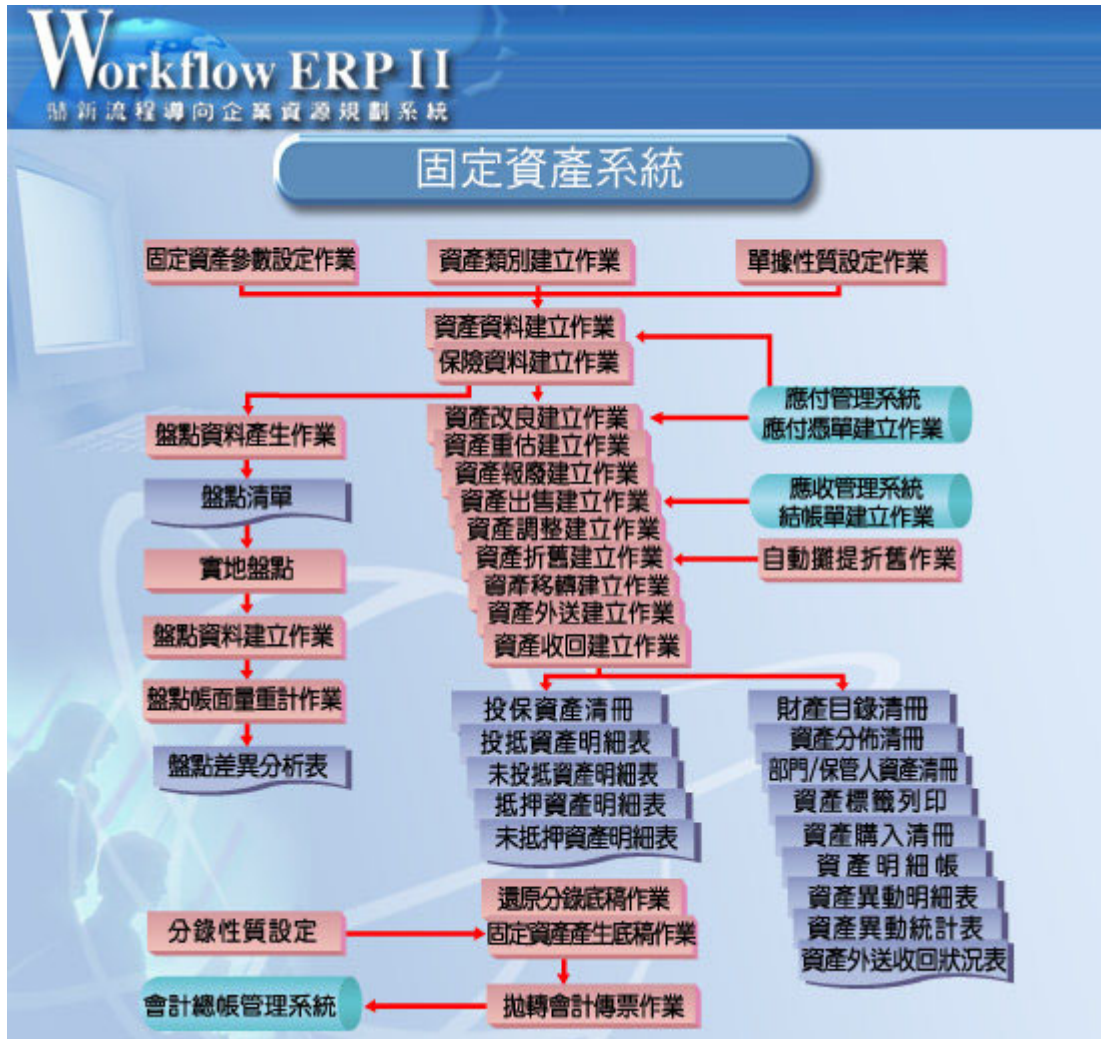 Workflow ERP II
鼎新流程導向企業資源規劃系統
固定資產系統
固定資產參數設定作業
資產類別建立作業
單據性質設定作業
資產資料建立作業
保險資料建立作業
應付管理系統
應付憑單建立作業
盤點資料產生作業
盤點清單
實地盤點
盤點資料建立作業
盤點帳面量重計作業
盤點差異分析表
資產改良建立作業
資產重估建立作業
資產報廢建立作業
資產出售建立作業
資產調整建立作業
資產折舊建立作業
資產移轉建立作業
資產外送建立作業
資產收回建立作業
應收管理系統
結帳單建立作業
自動攤提折舊作業
投保資產清冊
投抵資產明細表
未投抵資產明細表
抵押資產明細表
未抵押資產明細表
財產目錄清冊
資產分佈清冊
部門/保管人資產清冊
資產標籤列印
資產購入清冊
資產明細帳
資產異動明細表
資產異動統計表
資產外送收回狀況表
分錄性質設定
還原分錄底稿作業
固定資產產生底稿作業
會計總帳管理系統
拋轉會計傳票作業